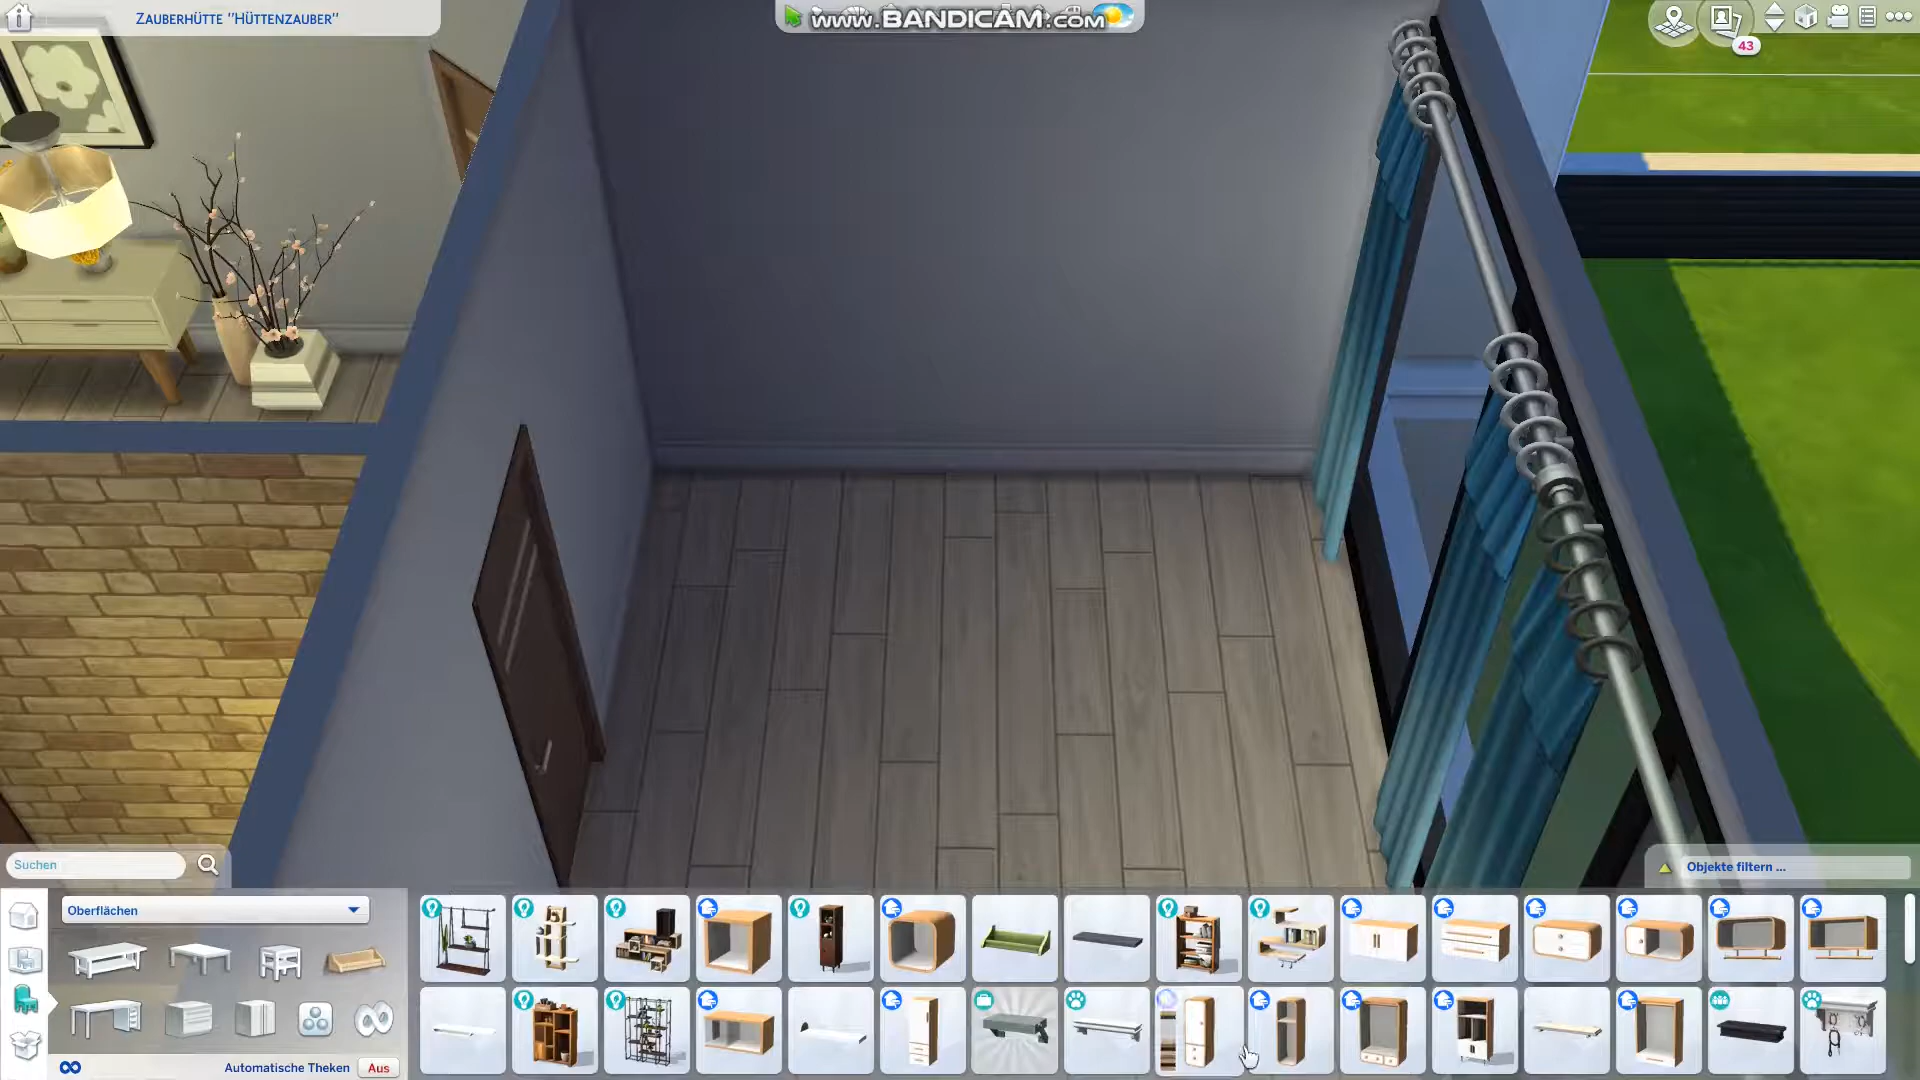 Zauberhütte "Hüttenzauber"
www.BANDICAM.com
43
Suchen
Objekte filtern ...
Oberflächen
Automatische Theken Aus